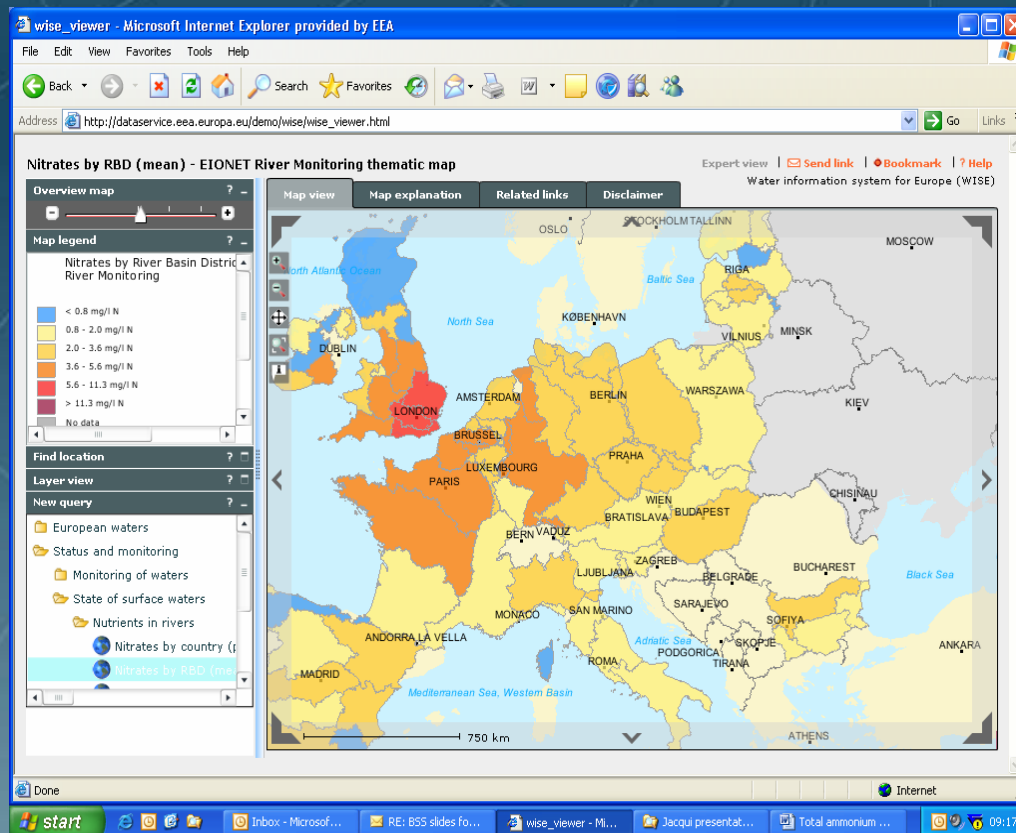 wise_viewer - Microsoft Internet Explorer provided by EEA
File Edit View Favorites Tools Help
Back Search Favorites
Address http://dataservice.eea.europa.eu/demo/wise/wise_viewer.html Go Links
Nitrates by RBD (mean) - EIONET River Monitoring thematic map
Expert view | Send link | Bookmark | ? Help
Water information system for Europe (WISE)
Overview map ? _
Map legend ? _
Nitrates by River Basin Distric
River Monitoring
< 0.8 mg/l N
0.8 - 2.0 mg/l N
2.0 - 3.6 mg/l N
3.6 - 5.6 mg/l N
5.6 - 11.3 mg/l N
> 11.3 mg/l N
No data
Find location ?
Layer view ?
New query ? _
European waters
Status and monitoring
Monitoring of waters
State of surface waters
Nutrients in rivers
Nitrates by country (
Nitrates by RBD (me
Map view Map explanation Related links Disclaimer
OSLO
STOCKHOLM TALLINN
MOSCOW
North Atlantic Ocean
RIGA
Baltic Sea
North Sea
KØBENHAVN
MINSK
VILNIUS
DUBLIN
AMSTERDAM
BERLIN
WARSZAWA
KIEV
LONDON
BRUSSEL
PRAHA
LUXEMBOURG
PARIS
CHISINAU
WIEN
BRATISLAVA
BUDAPEST
BERN
VADUZ
LJUBLJANA
ZAGREB
BELGRADE
BUCHAREST
Black Sea
SARAJEVO
MONACO
SAN MARINO
SOFIYA
ANDORRA LA VELLA
Adriatic Sea
SKOPJE
PODGORICA
TIRANA
ANKARA
ROMA
MADRID
Mediterranean Sea, Western Basin
750 km
ATHENS
Done Internet
start
Inbox - Microsof...
RE: BSS slides fo...
wise_viewer - Mi...
Jacqui presentat...
Total ammonium ...
09:17